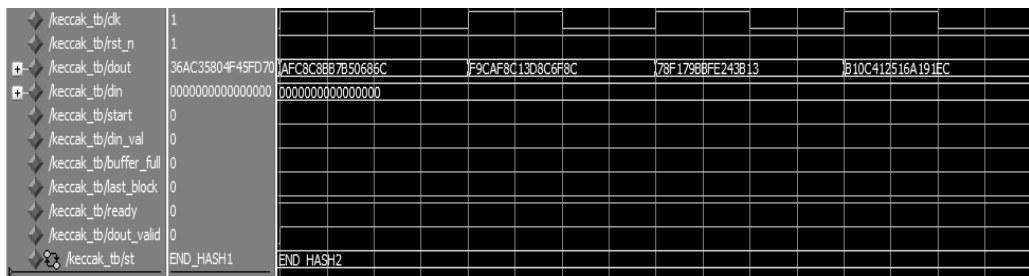 /keccak_tb/clk 1
/keccak_tb/rst_n 1
/keccak_tb/dout 36AC35804F45FD70 AFC8C8EB7B50686C F9CAF8C13D8C6F8C 78F179BBFE243B13 B10C412516A191EC
/keccak_tb/din 0000000000000000 0000000000000000
/keccak_tb/start 0
/keccak_tb/din_val 0
/keccak_tb/buffer_full 0
/keccak_tb/last_block 0
/keccak_tb/ready 0
/keccak_tb/dout_valid 0
/keccak_tb/st END_HASH1 END_HASH2